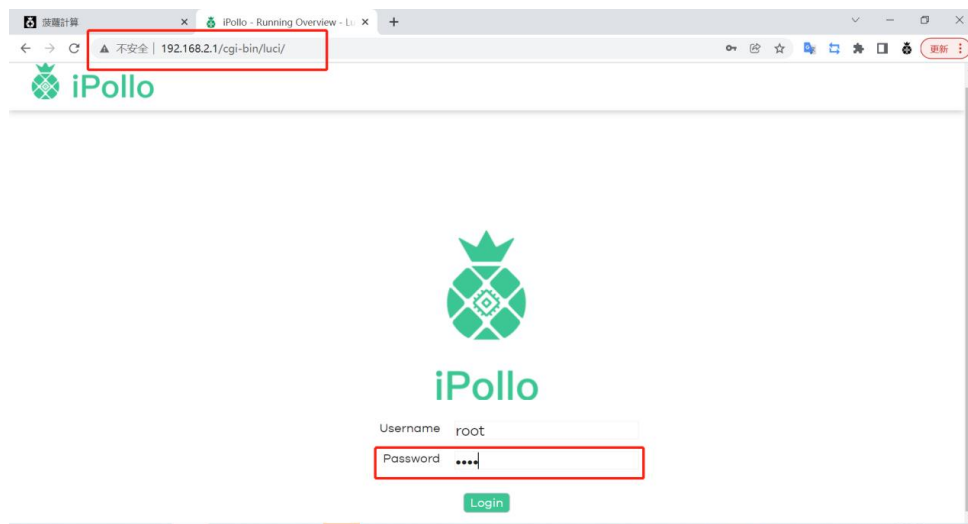 菠蘿計算
iPollo - Running Overview - Lu
不安全 | 192.168.2.1/cgi-bin/luci/
更新
iPollo
iPollo
Username root
Password ••••
Login